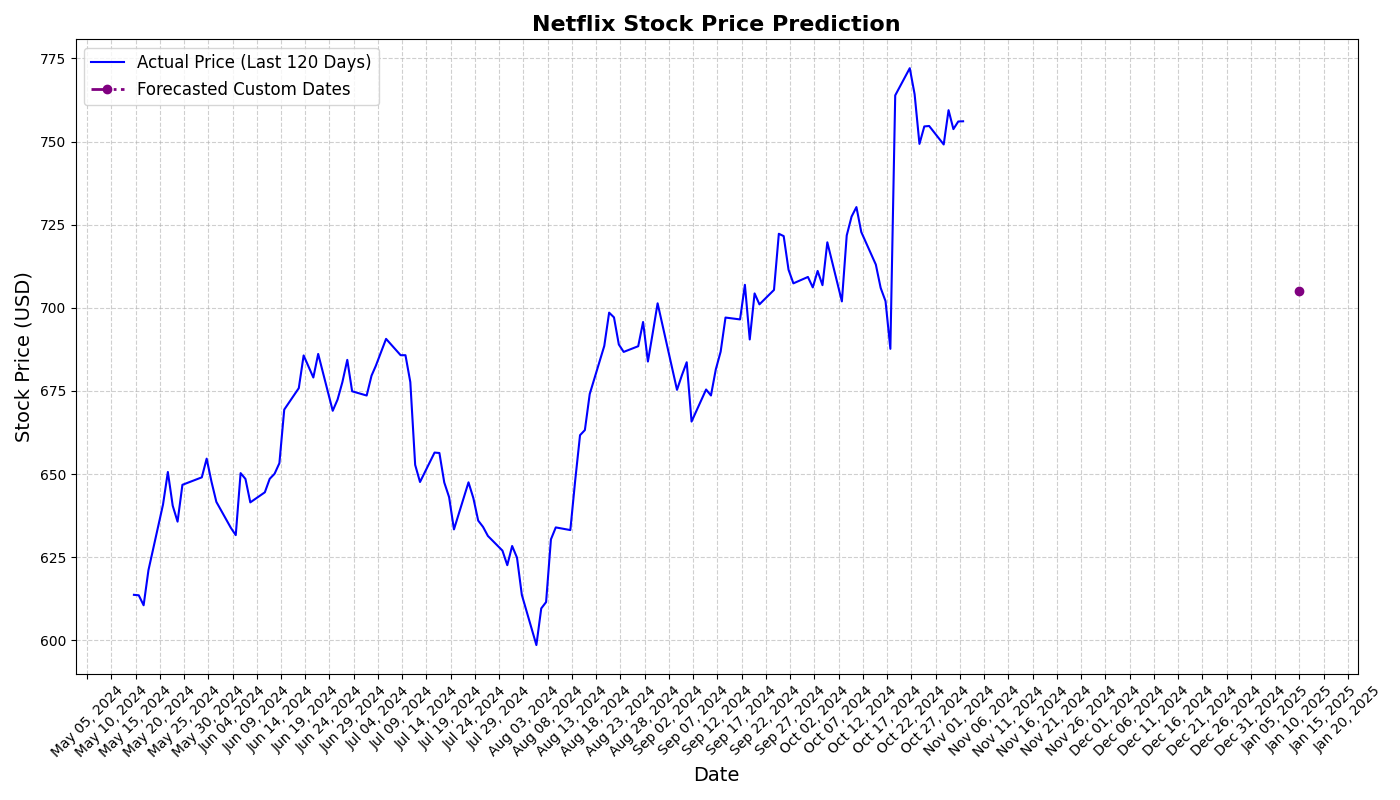 Netflix Stock Price Prediction
Actual Price (Last 120 Days)
Forecasted Custom Dates
775
750
725
700
675
650
625
600
Stock Price (USD)
May 05, 2024
May 10, 2024
May 15, 2024
May 20, 2024
May 25, 2024
May 30, 2024
Jun 04, 2024
Jun 09, 2024
Jun 14, 2024
Jun 19, 2024
Jun 24, 2024
Jun 29, 2024
Jul 04, 2024
Jul 09, 2024
Jul 14, 2024
Jul 19, 2024
Jul 24, 2024
Jul 29, 2024
Aug 03, 2024
Aug 08, 2024
Aug 13, 2024
Aug 18, 2024
Aug 23, 2024
Aug 28, 2024
Sep 02, 2024
Sep 07, 2024
Sep 12, 2024
Sep 17, 2024
Sep 22, 2024
Sep 27, 2024
Oct 02, 2024
Oct 07, 2024
Oct 12, 2024
Oct 17, 2024
Oct 22, 2024
Oct 27, 2024
Nov 01, 2024
Nov 06, 2024
Nov 11, 2024
Nov 16, 2024
Nov 21, 2024
Nov 26, 2024
Dec 01, 2024
Dec 06, 2024
Dec 11, 2024
Dec 16, 2024
Dec 21, 2024
Dec 26, 2024
Dec 31, 2024
Jan 05, 2025
Jan 10, 2025
Jan 15, 2025
Jan 20, 2025
Date